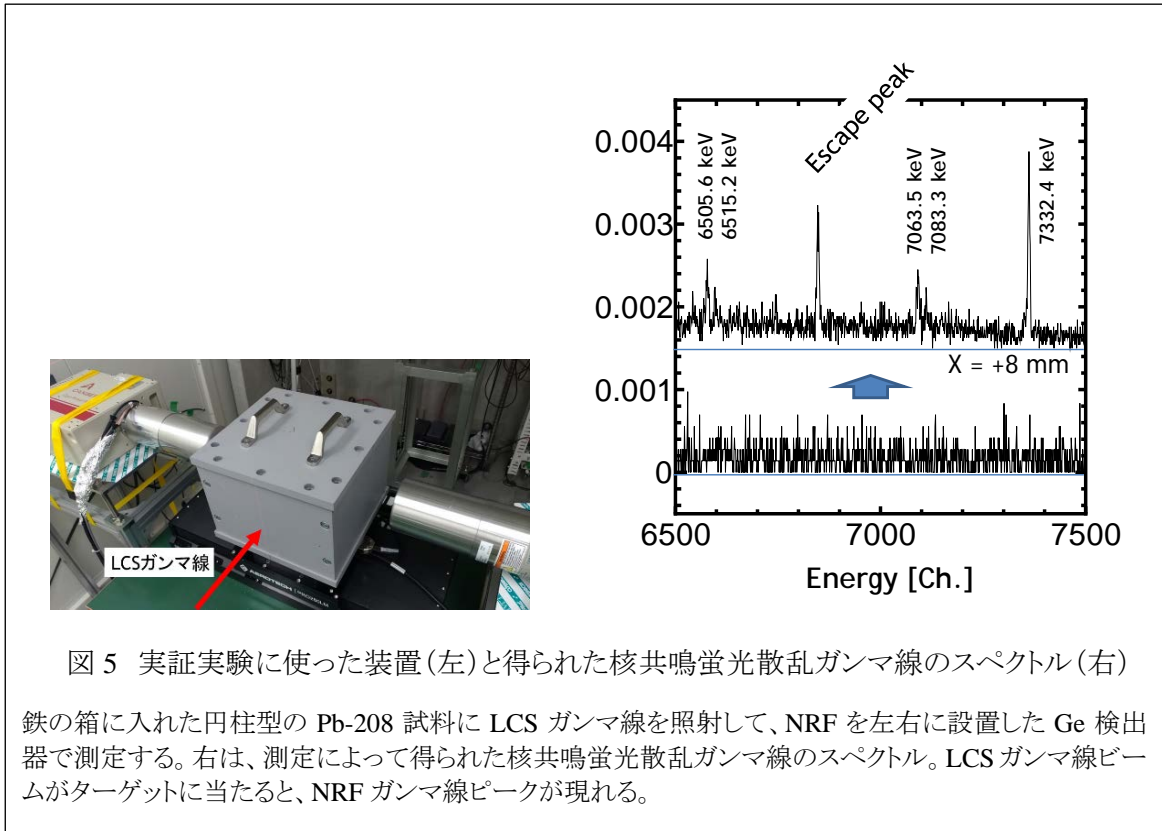 Escape peak
6505.6 keV
6515.2 keV
7063.5 keV
7083.3 keV
7332.4 keV
0.004
0.003
0.002
X = +8 mm
0.001
0
6500 7000 7500
Energy [Ch.]
LCSガンマ線
AEROTECH
図 5 実証実験に使った装置(左)と得られた核共鳴蛍光散乱ガンマ線のスペクトル(右)
鉄の箱に入れた円柱型の Pb-208 試料に LCS ガンマ線を照射して、NRF を左右に設置した Ge 検出
器で測定する。右は、測定によって得られた核共鳴蛍光散乱ガンマ線のスペクトル。LCS ガンマ線ビー
ムがターゲットに当たると、NRF ガンマ線ピークが現れる。